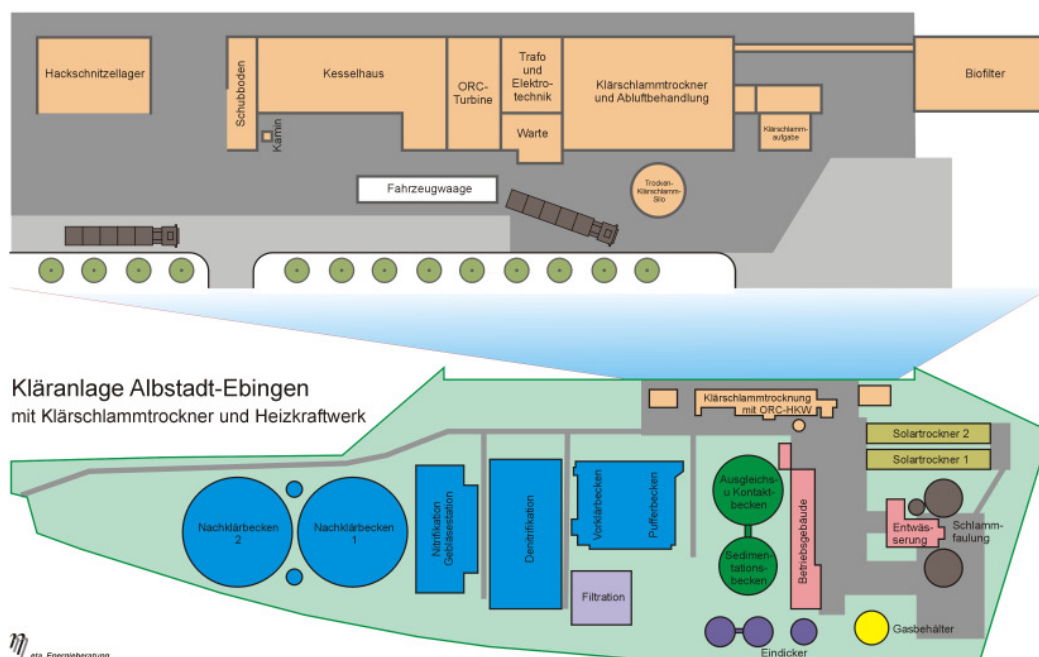 Hackschnitzellager
Schubboden
Kamin
Kesselhaus
ORC-
Turbine
Trafo
und
Elektro-
technik
Warte
Klärschlammtrockner
und Abluftbehandlung
Klärschlamm-
aufgabe
Biofilter
Fahrzeugwaage
Trocken-
Klärschlamm-
Silo
Kläranlage Albstadt-Ebingen
mit Klärschlammtrockner und Heizkraftwerk
Klärschlammtrocknung
mit ORC-HKW
Solartrockner 2
Solartrockner 1
Nachklärbecken
2
Nachklärbecken
1
Nitrifikation
Gebläsestation
Denitrifikation
Vorklärbecken
Pufferbecken
Filtration
Ausgleichs-
u Kontakt-
becken
Sedimen-
tations-
becken
Betriebsgebäude
Entwäs-
serung
Schlamm-
faulung
Gasbehälter
Eindicker
eta Energieberatung